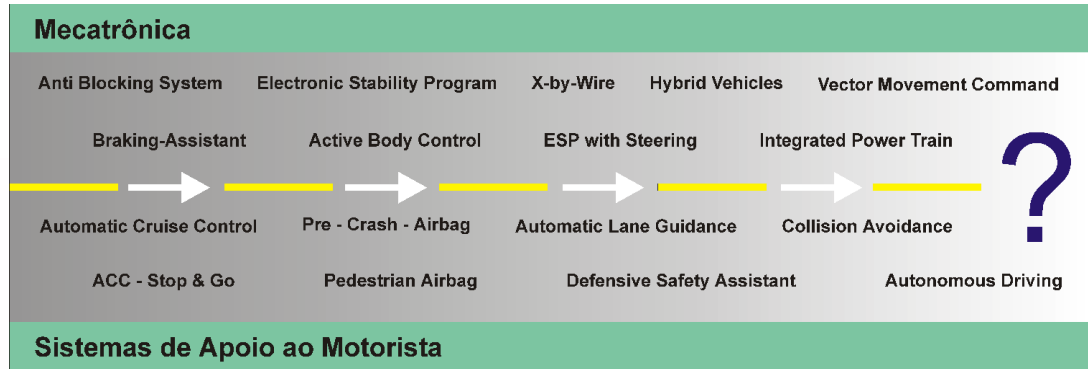 Mecatrônica
Anti Blocking System Electronic Stability Program X-by-Wire Hybrid Vehicles Vector Movement Command
Braking-Assistant Active Body Control ESP with Steering Integrated Power Train
?
Automatic Cruise Control Pre - Crash - Airbag Automatic Lane Guidance Collision Avoidance
ACC - Stop & Go Pedestrian Airbag Defensive Safety Assistant Autonomous Driving
Sistemas de Apoio ao Motorista